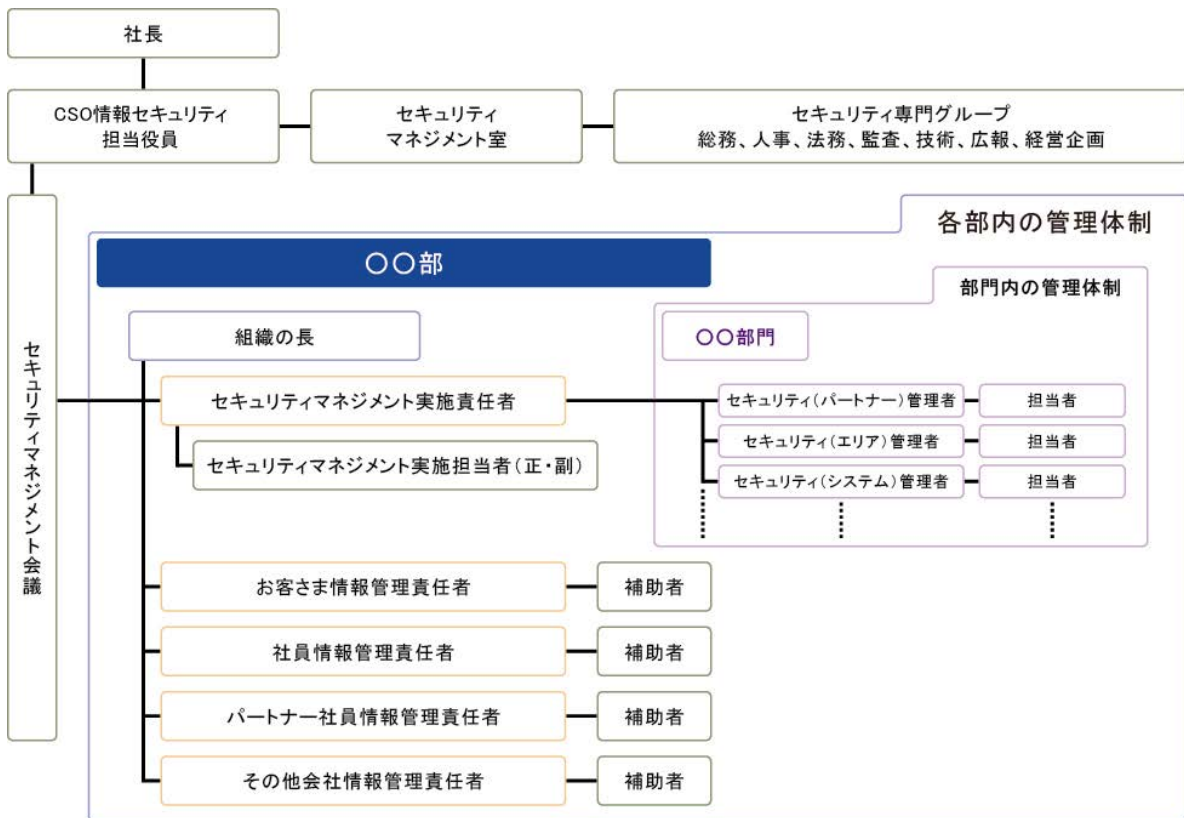 社長
CSO情報セキュリティ
担当役員
セキュリティ
マネジメント室
セキュリティ専門グループ
総務、人事、法務、監査、技術、広報、経営企画
セキュリティマネジメント会議
各部内の管理体制
〇〇部
部門内の管理体制
組織の長
〇〇部門
セキュリティマネジメント実施責任者
セキュリティ(パートナー)管理者
担当者
セキュリティ(エリア)管理者
担当者
セキュリティマネジメント実施担当者(正・副)
セキュリティ(システム)管理者
担当者
お客さま情報管理責任者
補助者
社員情報管理責任者
補助者
パートナー社員情報管理責任者
補助者
その他会社情報管理責任者
補助者